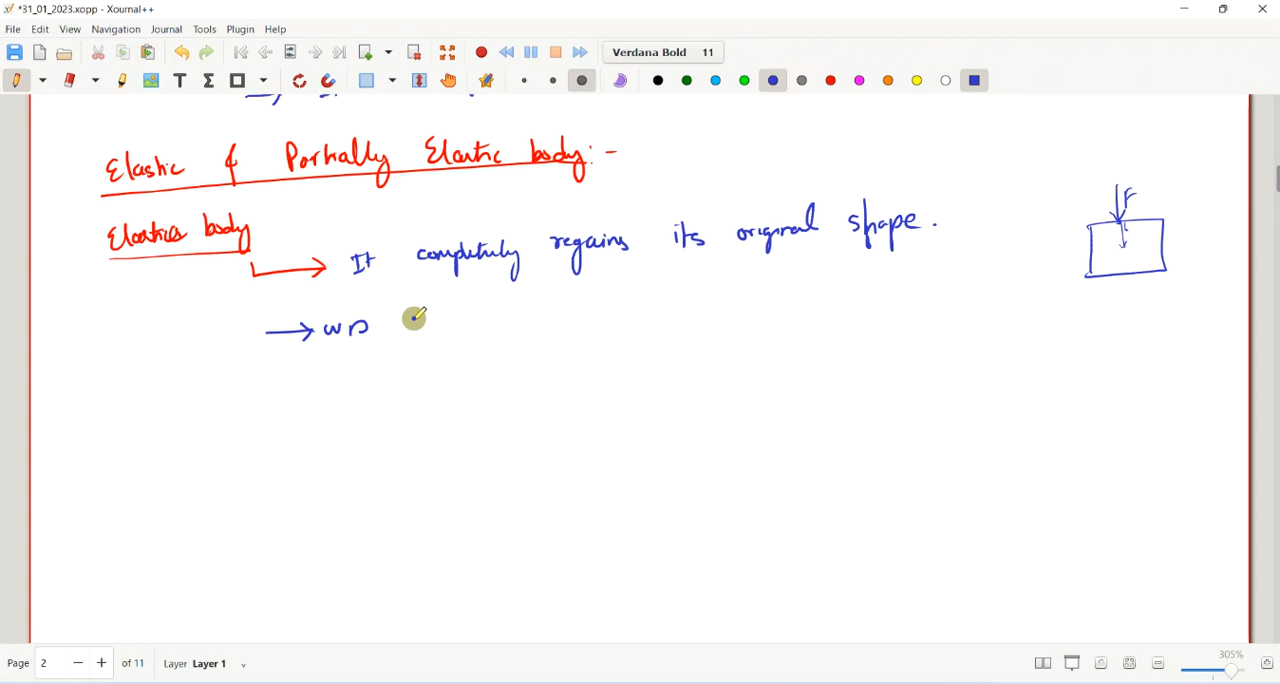 *31_01_2023.xopp - Xournal++
File Edit View Navigation Journal Tools Plugin Help
Verdana Bold 11
Elastic & Partially Elastic body:-
Elastics body
It completely regains its original shape.
F
→ WD
Page 2 of 11 Layer Layer 1 305%